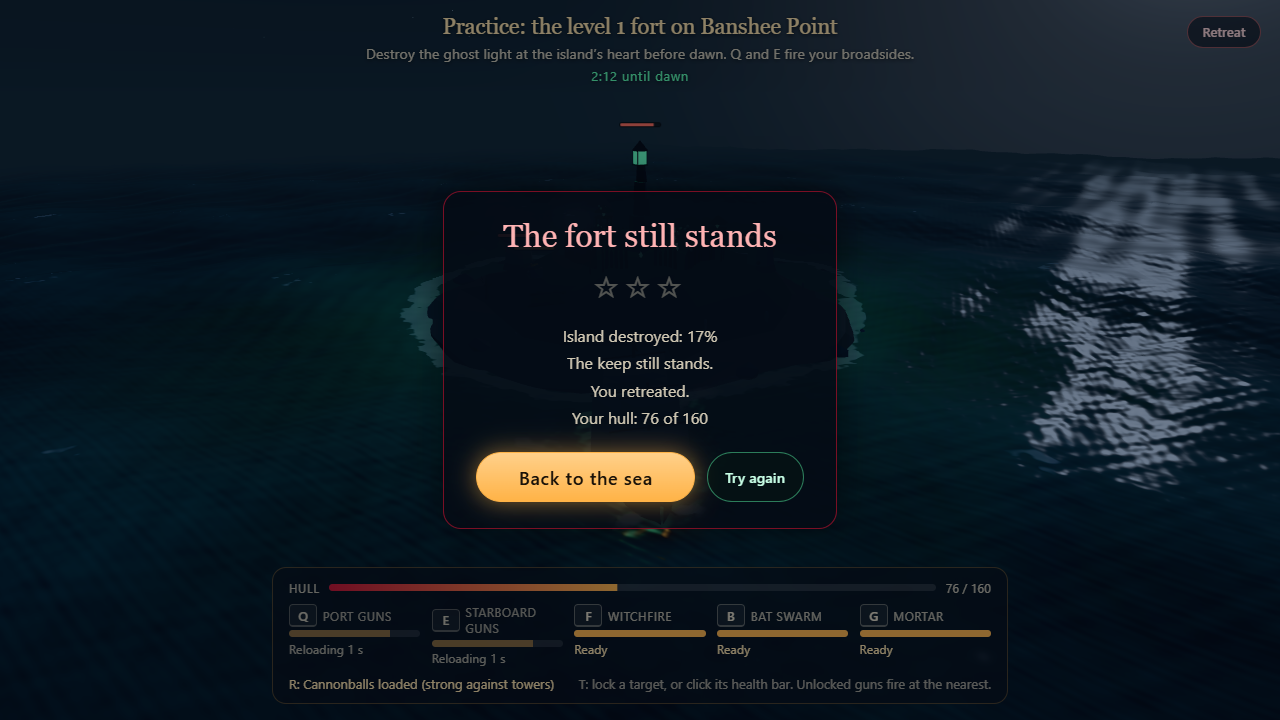 Practice: the level 1 fort on Banshee Point
Destroy the ghost light at the island's heart before dawn. Q and E fire your broadsides.
2:12 until dawn
Retreat
The fort still stands
Island destroyed: 17%
The keep still stands.
You retreated.
Your hull: 76 of 160
Back to the sea
Try again
HULL
76 / 160
Q PORT GUNS
Reloading 1 s
E STARBOARD GUNS
Reloading 1 s
F WITCHFIRE
Ready
B BAT SWARM
Ready
G MORTAR
Ready
R: Cannonballs loaded (strong against towers)
T: lock a target, or click its health bar. Unlocked guns fire at the nearest.